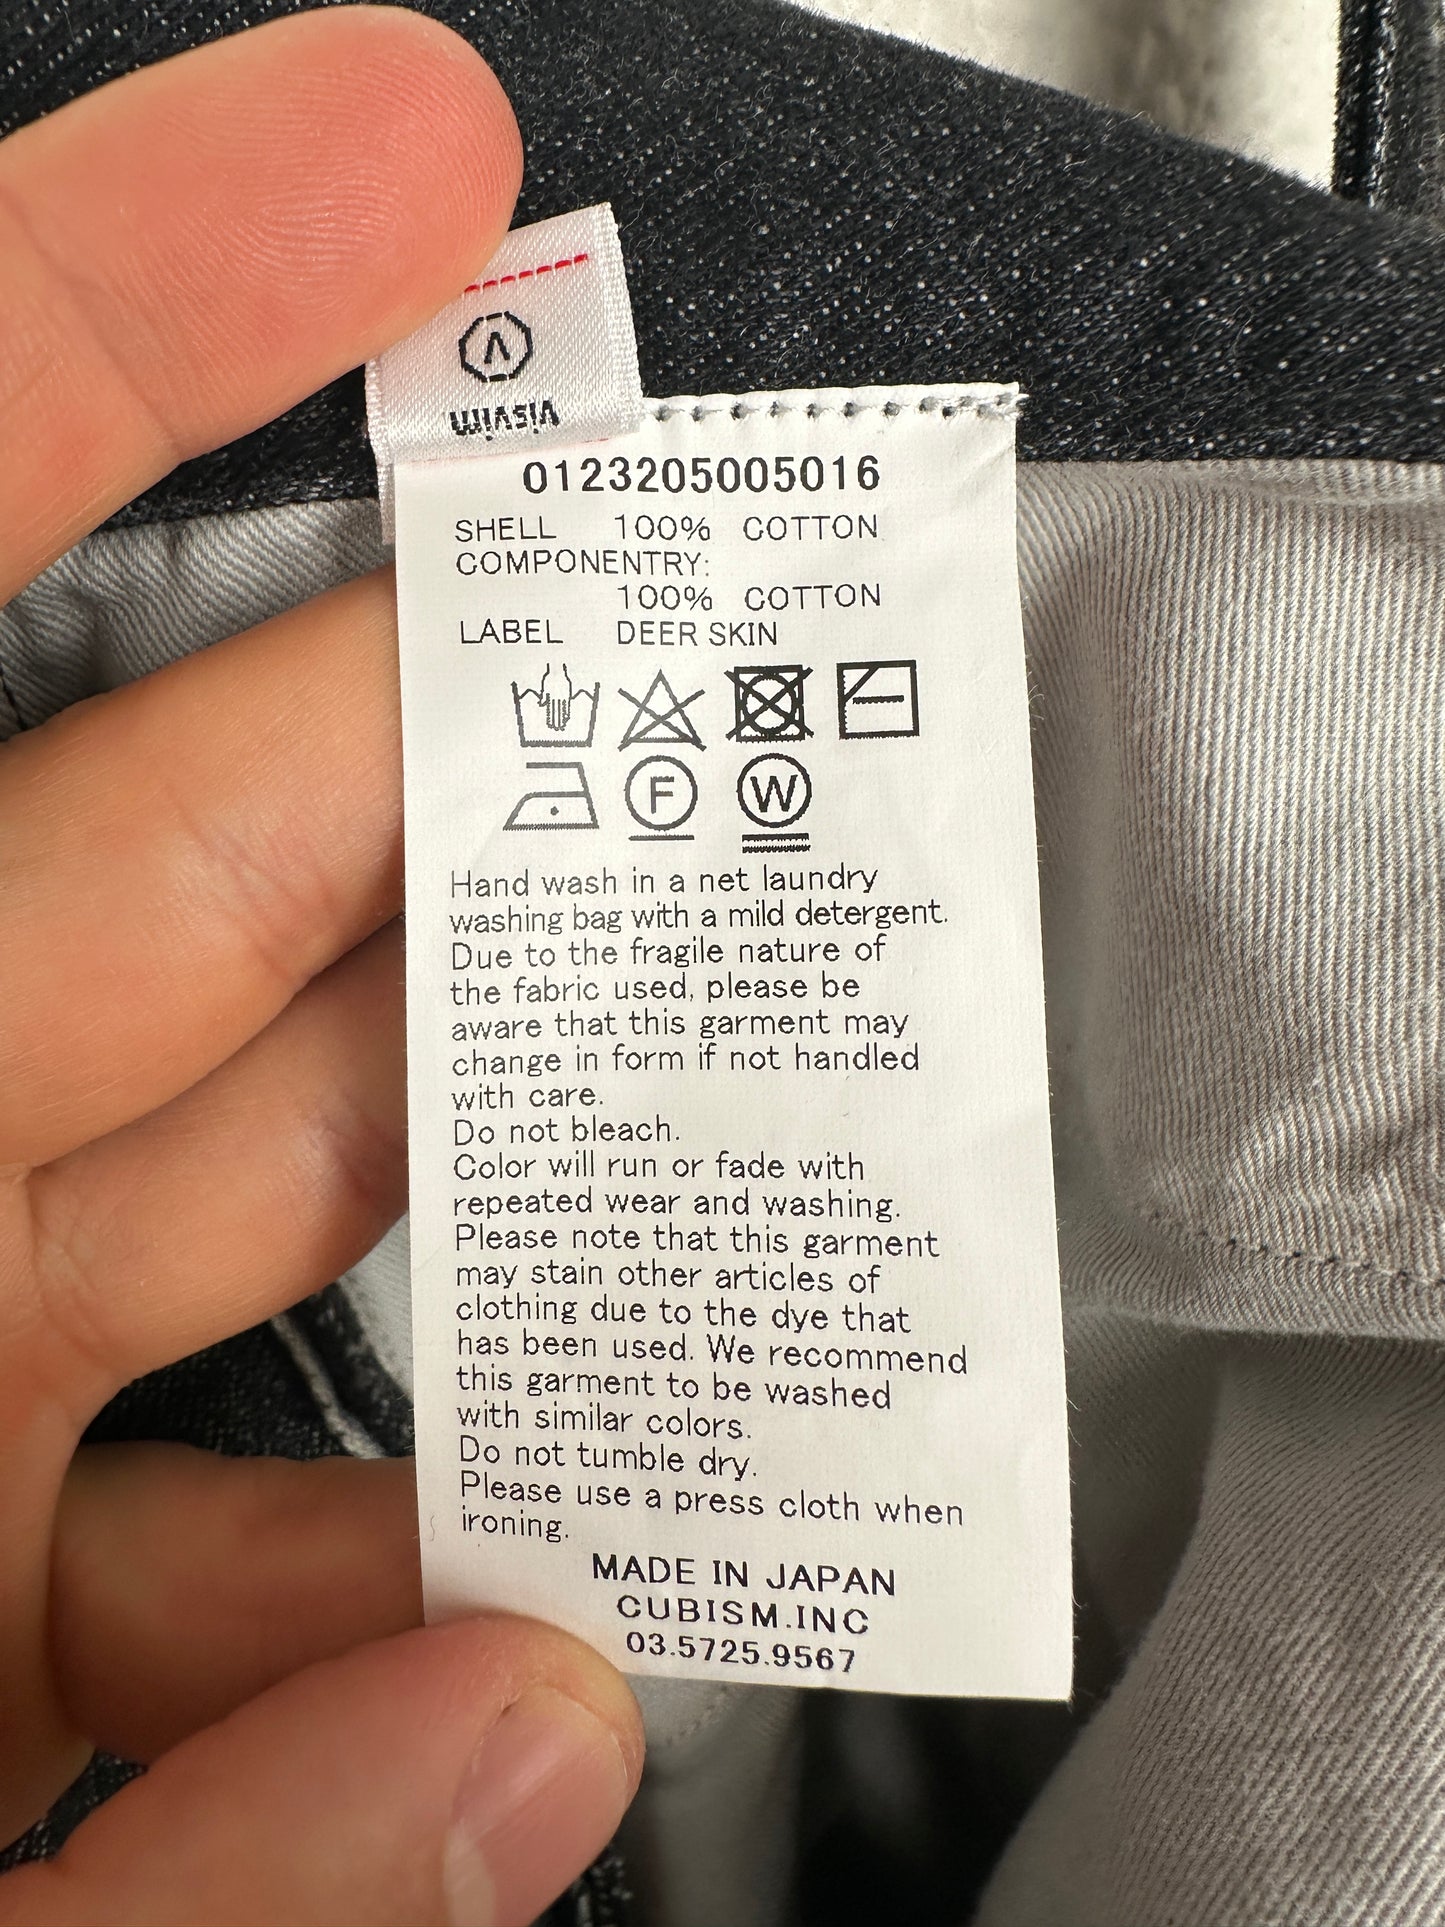 visvim
0123205005016
SHELL 100% COTTON
COMPONENTRY:
100% COTTON
LABEL DEER SKIN
F W
Hand wash in a net laundry
washing bag with a mild detergent.
Due to the fragile nature of
the fabric used, please be
aware that this garment may
change in form if not handled
with care.
Do not bleach.
Color will run or fade with
repeated wear and washing.
Please note that this garment
may stain other articles of
clothing due to the dye that
has been used. We recommend
this garment to be washed
with similar colors.
Do not tumble dry.
Please use a press cloth when
ironing.
MADE IN JAPAN
CUBISM.INC
03.5725.9567